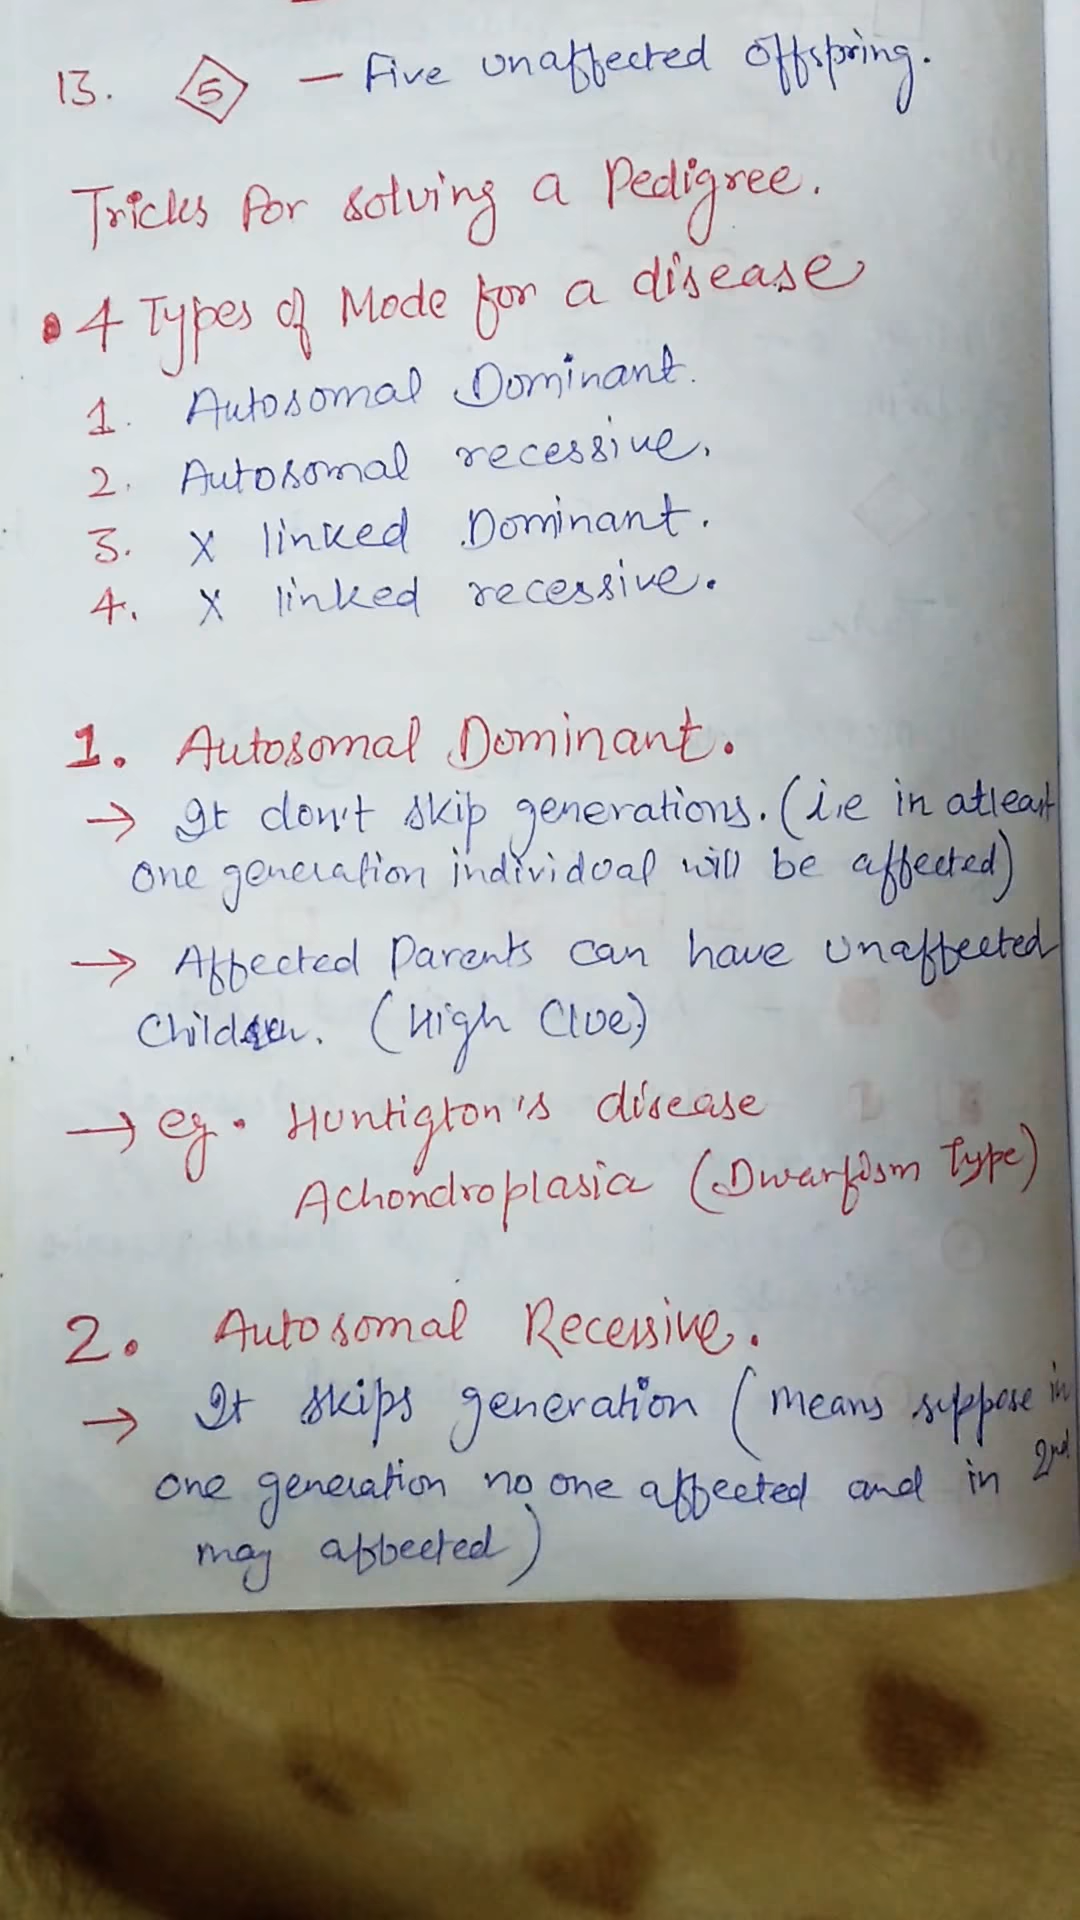 13. 5 — Five unaffected offspring.
Tricks for solving a Pedigree.
• 4 Types of Mode for a disease
1. Autosomal Dominant.
2. Autosomal recessive.
3. X linked Dominant.
4. X linked recessive.
1. Autosomal Dominant.
→ It don't skip generations. (i.e in atleast
one generation individual will be affected)
→ Affected Parents can have unaffected
Children. (High Clue)
→ eg. Huntigton's disease
Achondroplasia (Dwarfism Type)
2. Autosomal Recessive.
→ It skips generation (means suppose in
one generation no one affected and in 2nd
may affected)